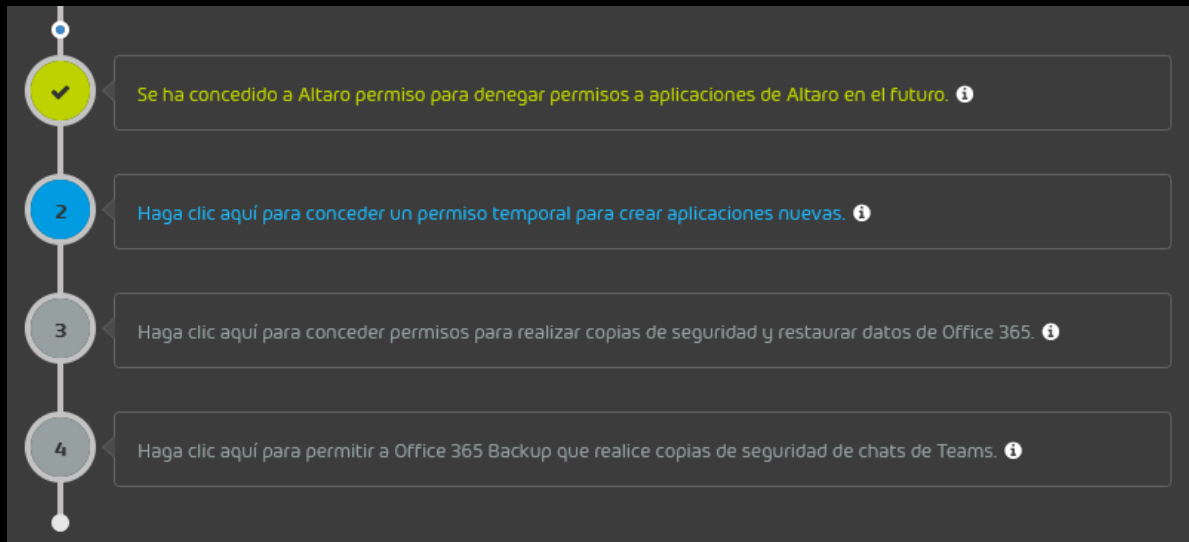 Se ha concedido a Altaro permiso para denegar permisos a aplicaciones de Altaro en el futuro.
2
Haga clic aquí para conceder un permiso temporal para crear aplicaciones nuevas.
3
Haga clic aquí para conceder permisos para realizar copias de seguridad y restaurar datos de Office 365.
4
Haga clic aquí para permitir a Office 365 Backup que realice copias de seguridad de chats de Teams.